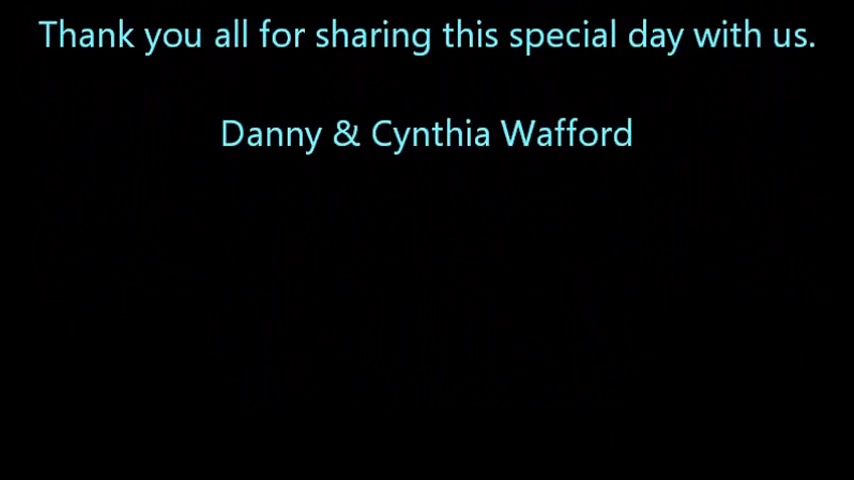 Thank you all for sharing this special day with us.
Danny & Cynthia Wafford